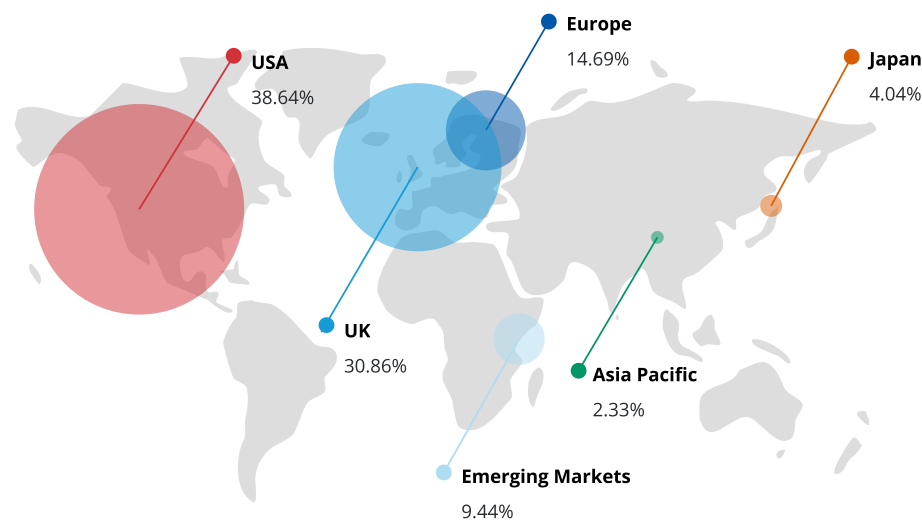 Europe
14.69%
USA
38.64%
Japan
4.04%
UK
30.86%
Asia Pacific
2.33%
Emerging Markets
9.44%